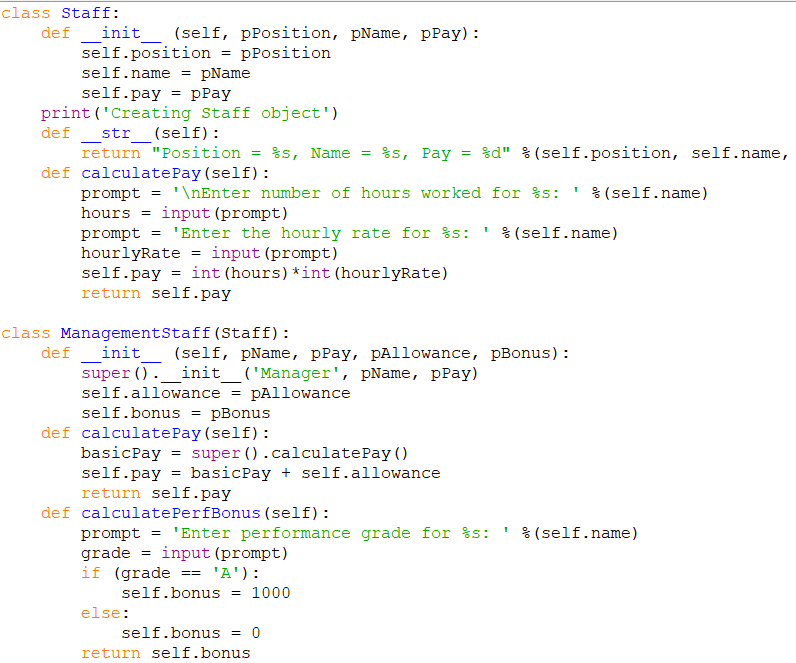 class Staff:
    def __init__ (self, pPosition, pName, pPay):
        self.position = pPosition
        self.name = pName
        self.pay = pPay
    print('Creating Staff object')
    def __str__(self):
        return "Position = %s, Name = %s, Pay = %d" %(self.position, self.name,
    def calculatePay(self):
        prompt = '\nEnter number of hours worked for %s: ' %(self.name)
        hours = input(prompt)
        prompt = 'Enter the hourly rate for %s: ' %(self.name)
        hourlyRate = input(prompt)
        self.pay = int(hours)*int(hourlyRate)
        return self.pay

class ManagementStaff(Staff):
    def __init__ (self, pName, pPay, pAllowance, pBonus):
        super().__init__('Manager', pName, pPay)
        self.allowance = pAllowance
        self.bonus = pBonus
    def calculatePay(self):
        basicPay = super().calculatePay()
        self.pay = basicPay + self.allowance
        return self.pay
    def calculatePerfBonus(self):
        prompt = 'Enter performance grade for %s: ' %(self.name)
        grade = input(prompt)
        if (grade == 'A'):
            self.bonus = 1000
        else:
            self.bonus = 0
        return self.bonus